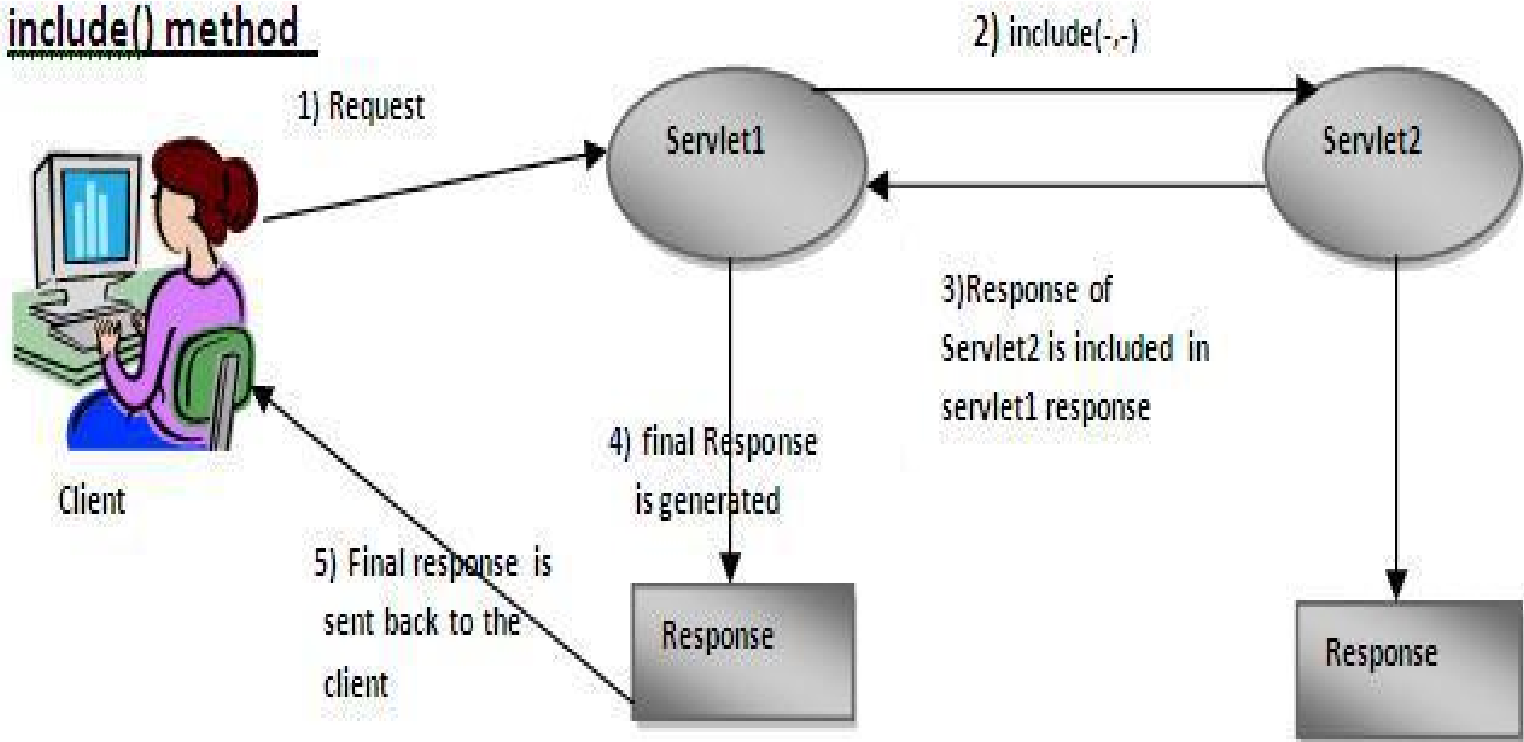 include() method
1) Request
2) include(-,-)
Servlet1
Servlet2
3)Response of
Servlet2 is included in
servlet1 response
4) final Response
is generated
Client
5) Final response is
sent back to the
client
Response
Response